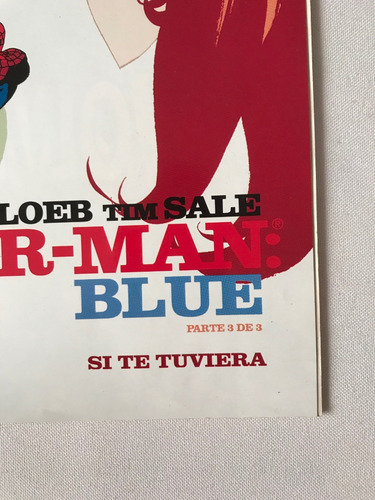 LOEB TIM SALE
R-MAN:®
BLUE
PARTE 3 DE 3
SI TE TUVIERA